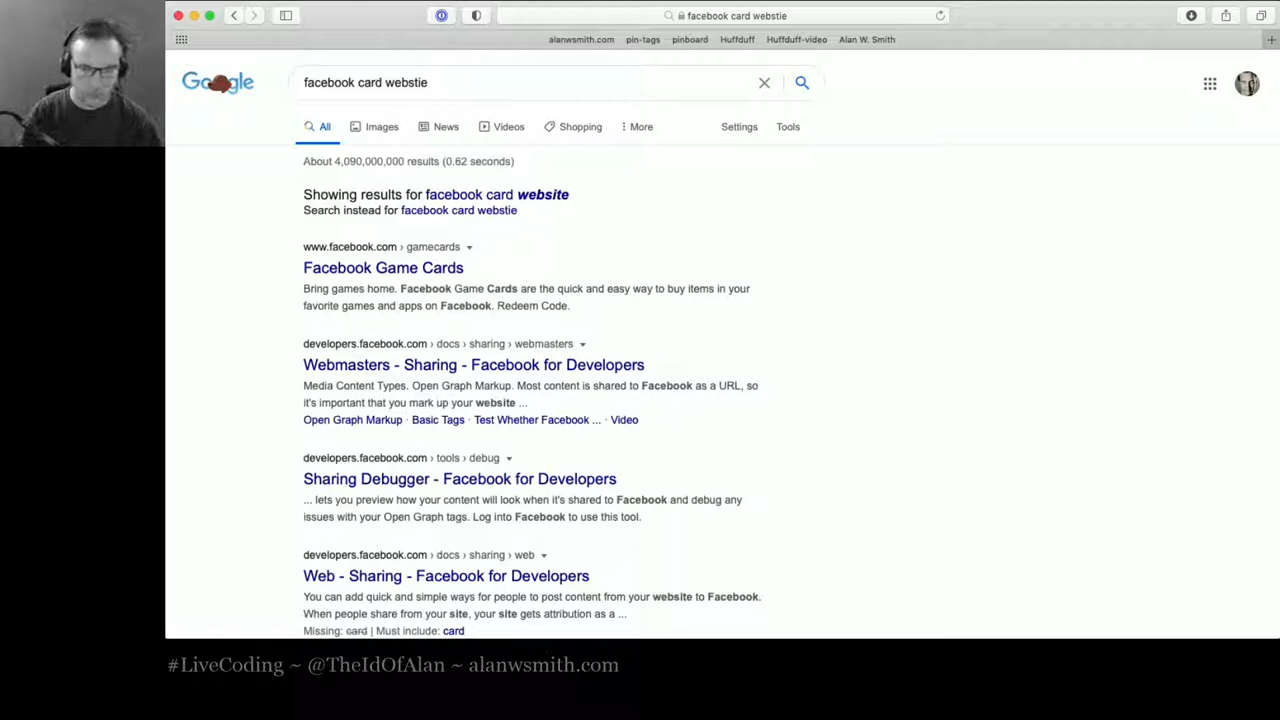 facebook card webstie
alanwsmith.com pin-tags pinboard Huffduff Huffduff-video Alan W. Smith
Google facebook card webstie
All Images News Videos Shopping More Settings Tools
About 4,090,000,000 results (0.62 seconds)
Showing results for facebook card website
Search instead for facebook card webstie
www.facebook.com › gamecards
Facebook Game Cards
Bring games home. Facebook Game Cards are the quick and easy way to buy items in your
favorite games and apps on Facebook. Redeem Code.
developers.facebook.com › docs › sharing › webmasters
Webmasters - Sharing - Facebook for Developers
Media Content Types. Open Graph Markup. Most content is shared to Facebook as a URL, so
it's important that you mark up your website ...
Open Graph Markup · Basic Tags · Test Whether Facebook ... · Video
developers.facebook.com › tools › debug
Sharing Debugger - Facebook for Developers
... lets you preview how your content will look when it's shared to Facebook and debug any
issues with your Open Graph tags. Log into Facebook to use this tool.
developers.facebook.com › docs › sharing › web
Web - Sharing - Facebook for Developers
You can add quick and simple ways for people to post content from your website to Facebook.
When people share from your site, your site gets attribution as a ...
Missing: card | Must include: card
#LiveCoding ~ @TheIdOfAlan ~ alanwsmith.com